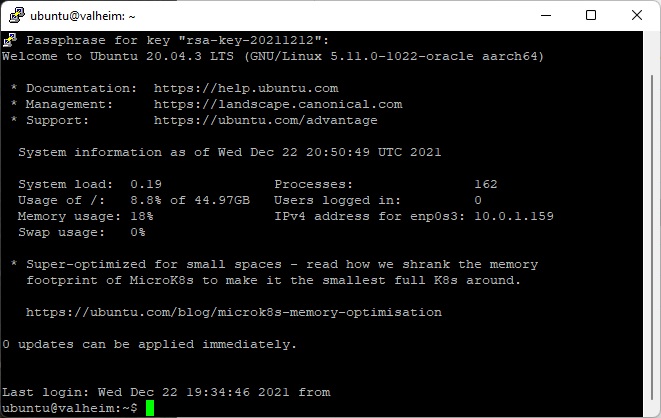 ubuntu@valheim: ~
Passphrase for key "rsa-key-20211212":
Welcome to Ubuntu 20.04.3 LTS (GNU/Linux 5.11.0-1022-oracle aarch64)
* Documentation:  https://help.ubuntu.com
* Management:     https://landscape.canonical.com
* Support:        https://ubuntu.com/advantage
System information as of Wed Dec 22 20:50:49 UTC 2021
System load:  0.19              Processes:               162
Usage of /:   8.8% of 44.97GB   Users logged in:         0
Memory usage: 18%               IPv4 address for enp0s3: 10.0.1.159
Swap usage:   0%
* Super-optimized for small spaces - read how we shrank the memory
footprint of MicroK8s to make it the smallest full K8s around.
https://ubuntu.com/blog/microk8s-memory-optimisation
0 updates can be applied immediately.
Last login: Wed Dec 22 19:34:46 2021 from
ubuntu@valheim:~$